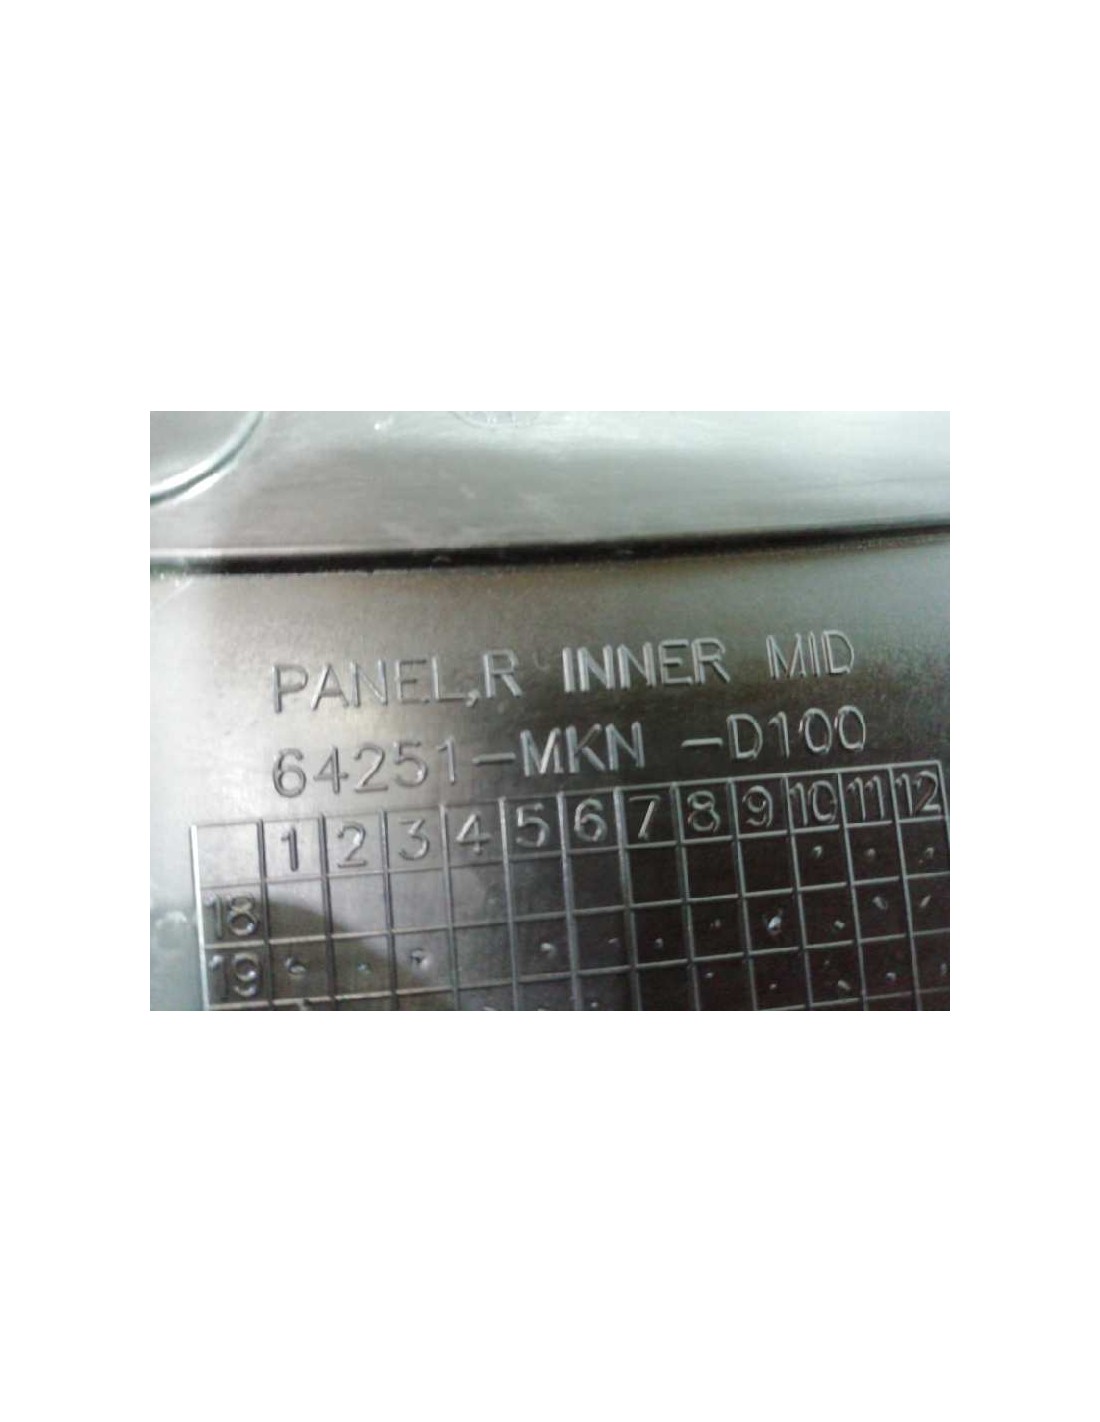 PANEL,R INNER MID
64251-MKN -D100
1 2 3 4 5 6 7 8 9 10 11 12
18
19